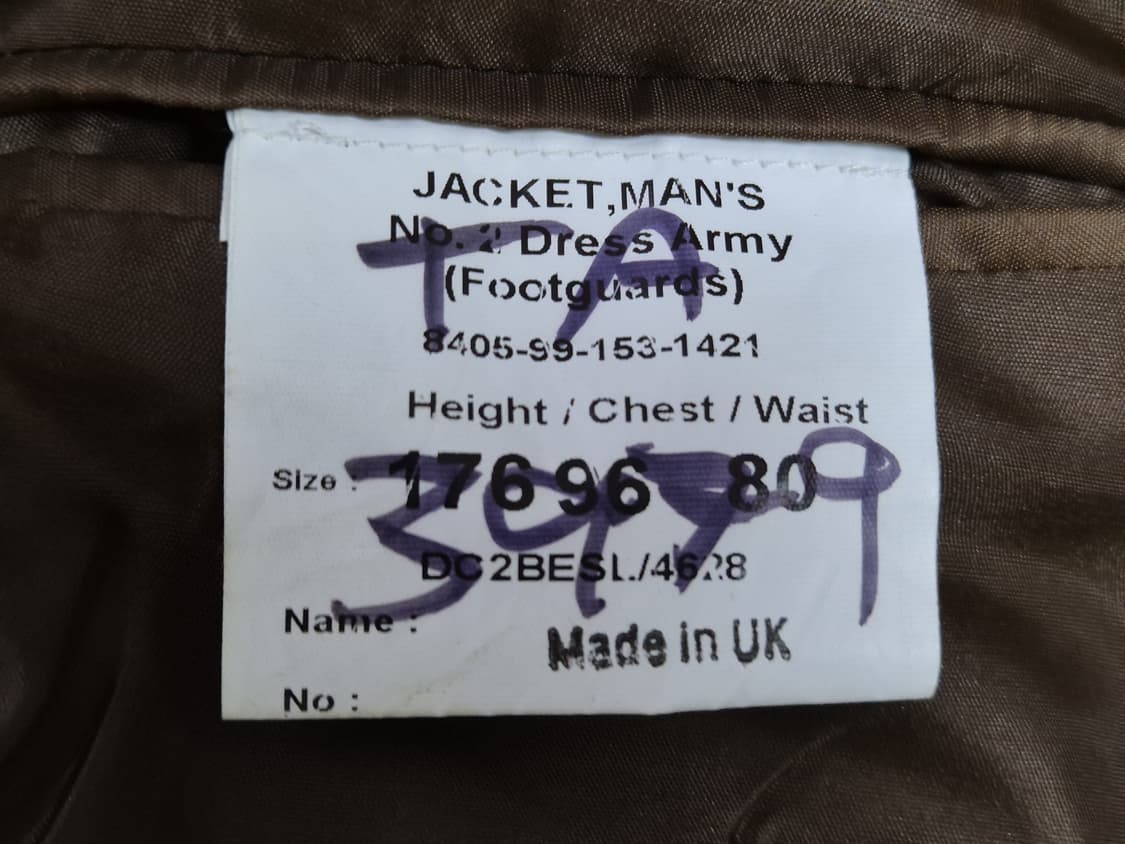 JACKET,MAN'S
No. 2 Dress Army
(Footguards)
TA
8405-99-153-1421
Height / Chest / Waist
Size : 176 96 80
3979
DC2BESL/4628
Name :
Made in UK
No :